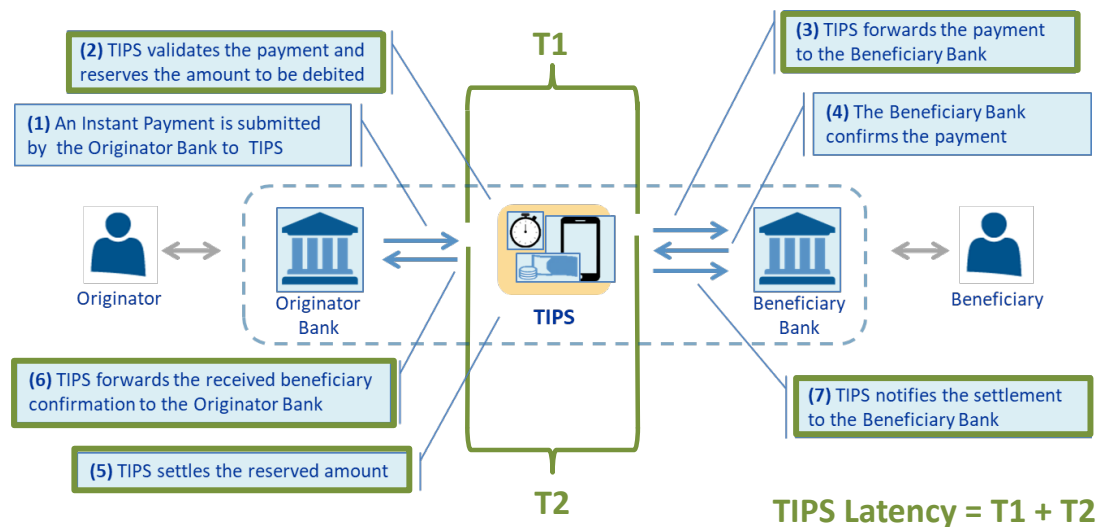 (2) TIPS validates the payment and
reserves the amount to be debited
T1
(3) TIPS forwards the payment
to the Beneficiary Bank
(1) An Instant Payment is submitted
by the Originator Bank to TIPS
(4) The Beneficiary Bank
confirms the payment
Originator
Originator
Bank
TIPS
Beneficiary
Bank
Beneficiary
(6) TIPS forwards the received beneficiary
confirmation to the Originator Bank
(7) TIPS notifies the settlement
to the Beneficiary Bank
(5) TIPS settles the reserved amount
T2
TIPS Latency = T1 + T2